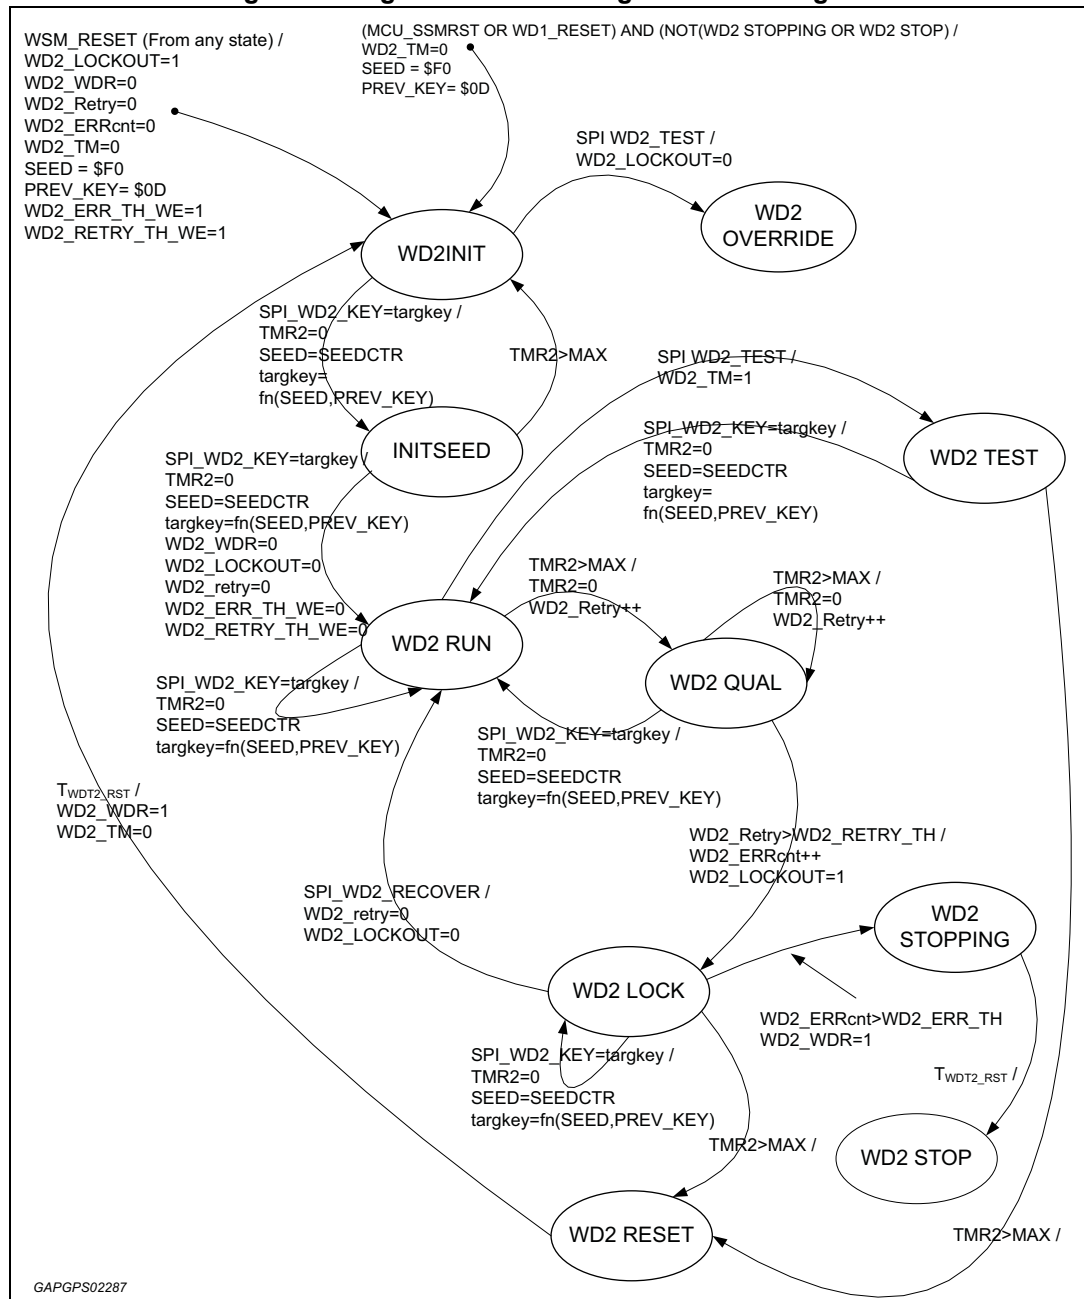 WSM_RESET (From any state) /
WD2_LOCKOUT=1
WD2_WDR=0
WD2_Retry=0
WD2_ERRcnt=0
WD2_TM=0
SEED = $F0
PREV_KEY= $0D
WD2_ERR_TH_WE=1
WD2_RETRY_TH_WE=1
(MCU_SSMRST OR WD1_RESET) AND (NOT(WD2 STOPPING OR WD2 STOP) /
WD2_TM=0
SEED = $F0
PREV_KEY= $0D
SPI WD2_TEST /
WD2_LOCKOUT=0
WD2
OVERRIDE
WD2INIT
SPI_WD2_KEY=targkey /
TMR2=0
SEED=SEEDCTR
targkey=
fn(SEED,PREV_KEY)
TMR2>MAX
SPI WD2_TEST /
WD2_TM=1
INITSEED
SPI_WD2_KEY=targkey /
TMR2=0
SEED=SEEDCTR
targkey=
fn(SEED,PREV_KEY)
WD2 TEST
SPI_WD2_KEY=targkey /
TMR2=0
SEED=SEEDCTR
targkey=fn(SEED,PREV_KEY)
WD2_WDR=0
WD2_LOCKOUT=0
WD2_retry=0
WD2_ERR_TH_WE=0
WD2_RETRY_TH_WE=0
TMR2>MAX /
TMR2=0
WD2_Retry++
TMR2>MAX /
TMR2=0
WD2_Retry++
WD2 RUN
WD2 QUAL
SPI_WD2_KEY=targkey /
TMR2=0
SEED=SEEDCTR
targkey=fn(SEED,PREV_KEY)
SPI_WD2_KEY=targkey /
TMR2=0
SEED=SEEDCTR
targkey=fn(SEED,PREV_KEY)
TWDT2_RST /
WD2_WDR=1
WD2_TM=0
WD2_Retry>WD2_RETRY_TH /
WD2_ERRcnt++
WD2_LOCKOUT=1
SPI_WD2_RECOVER /
WD2_retry=0
WD2_LOCKOUT=0
WD2
STOPPING
WD2 LOCK
WD2_ERRcnt>WD2_ERR_TH
WD2_WDR=1
SPI_WD2_KEY=targkey /
TMR2=0
SEED=SEEDCTR
targkey=fn(SEED,PREV_KEY)
TWDT2_RST /
TMR2>MAX /
WD2 STOP
WD2 RESET
TMR2>MAX /
GAPGPS02287